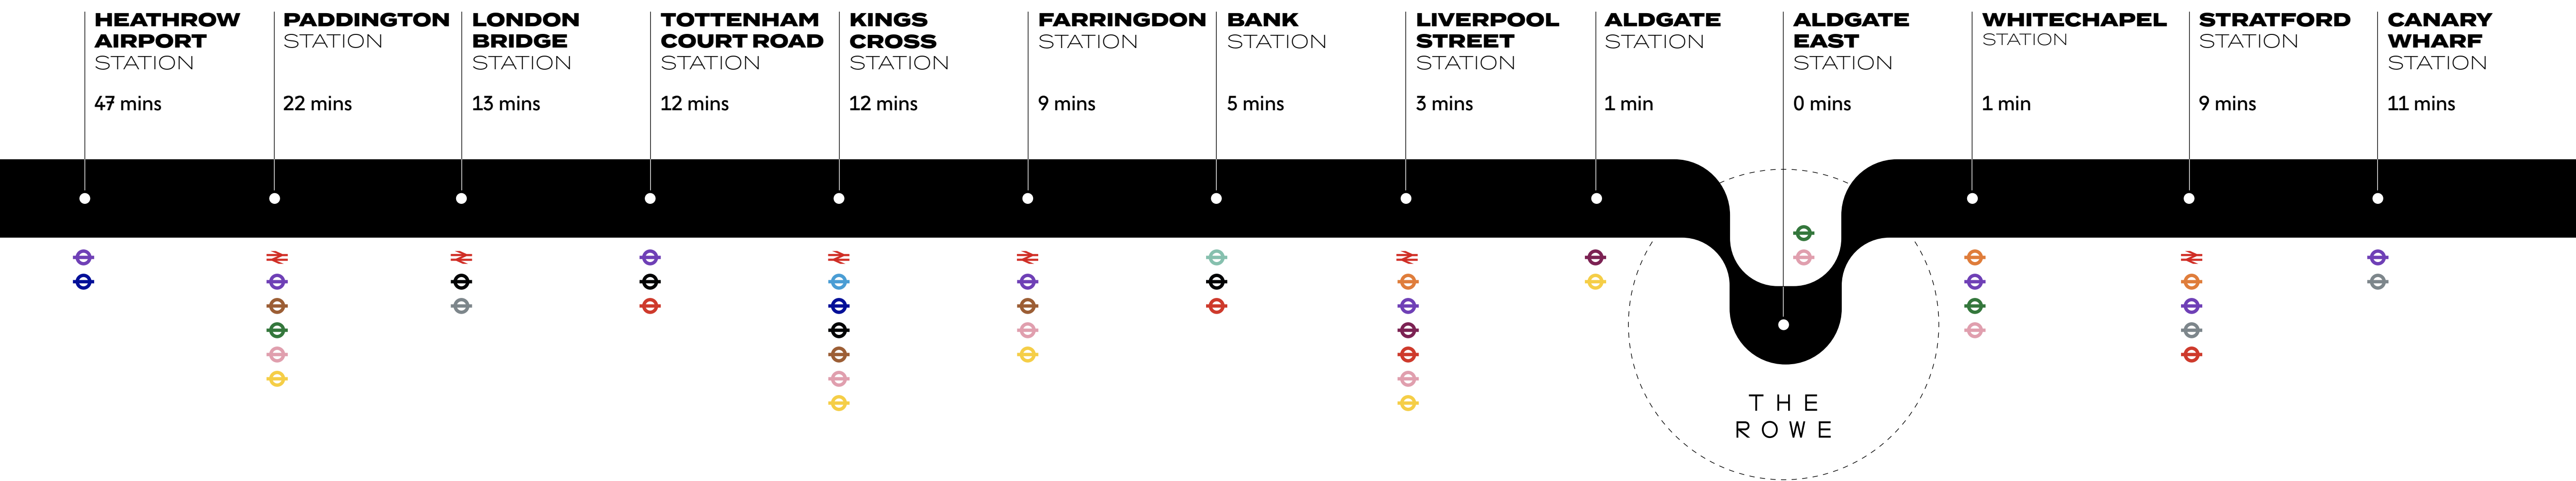 HEATHROW
AIRPORT
STATION
47 mins
PADDINGTON
STATION
22 mins
LONDON
BRIDGE
STATION
13 mins
TOTTENHAM
COURT ROAD
STATION
12 mins
KINGS
CROSS
STATION
12 mins
FARRINGDON
STATION
9 mins
BANK
STATION
5 mins
LIVERPOOL
STREET
STATION
3 mins
ALDGATE
STATION
1 min
ALDGATE
EAST
STATION
0 mins
WHITECHAPEL
STATION
1 min
STRATFORD
STATION
9 mins
CANARY
WHARF
STATION
11 mins
THE
ROWE